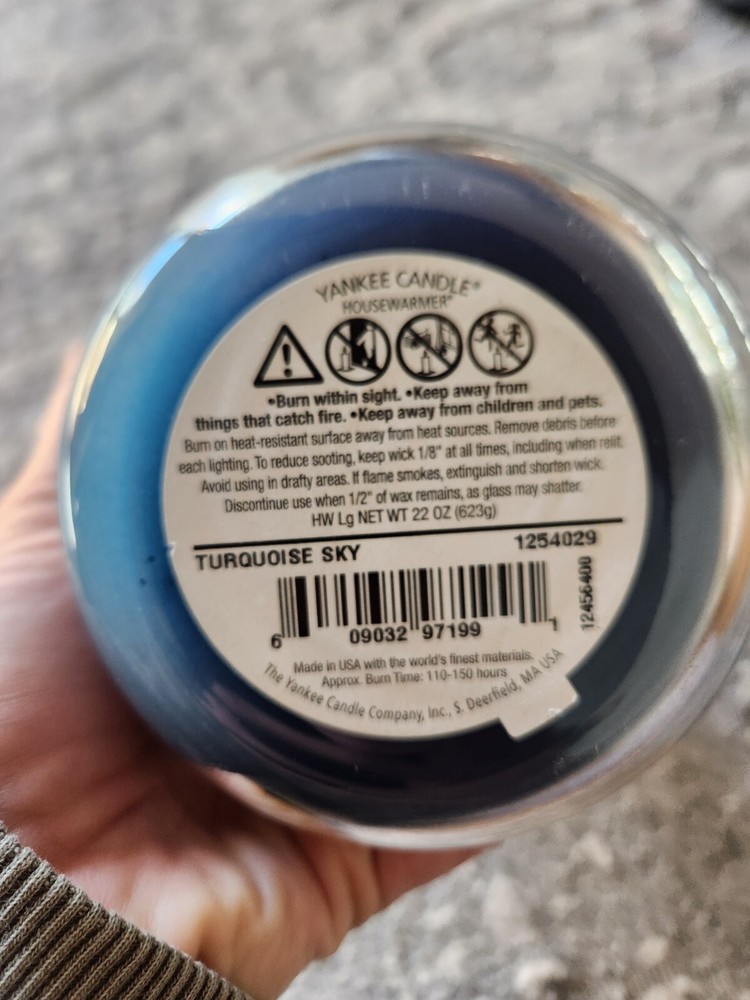 YANKEE CANDLE®
HOUSEWARMER®
•Burn within sight. •Keep away from
things that catch fire. •Keep away from children and pets.
Burn on heat-resistant surface away from heat sources. Remove debris before
each lighting. To reduce sooting, keep wick 1/8" at all times, including when relit.
Avoid using in drafty areas. If flame smokes, extinguish and shorten wick.
Discontinue use when 1/2" of wax remains, as glass may shatter.
HW Lg NET WT 22 OZ (623g)
TURQUOISE SKY 1254029
12456400
6 09032 97199 1
Made in USA with the world's finest materials.
Approx. Burn Time: 110-150 hours
The Yankee Candle Company, Inc., S. Deerfield, MA USA